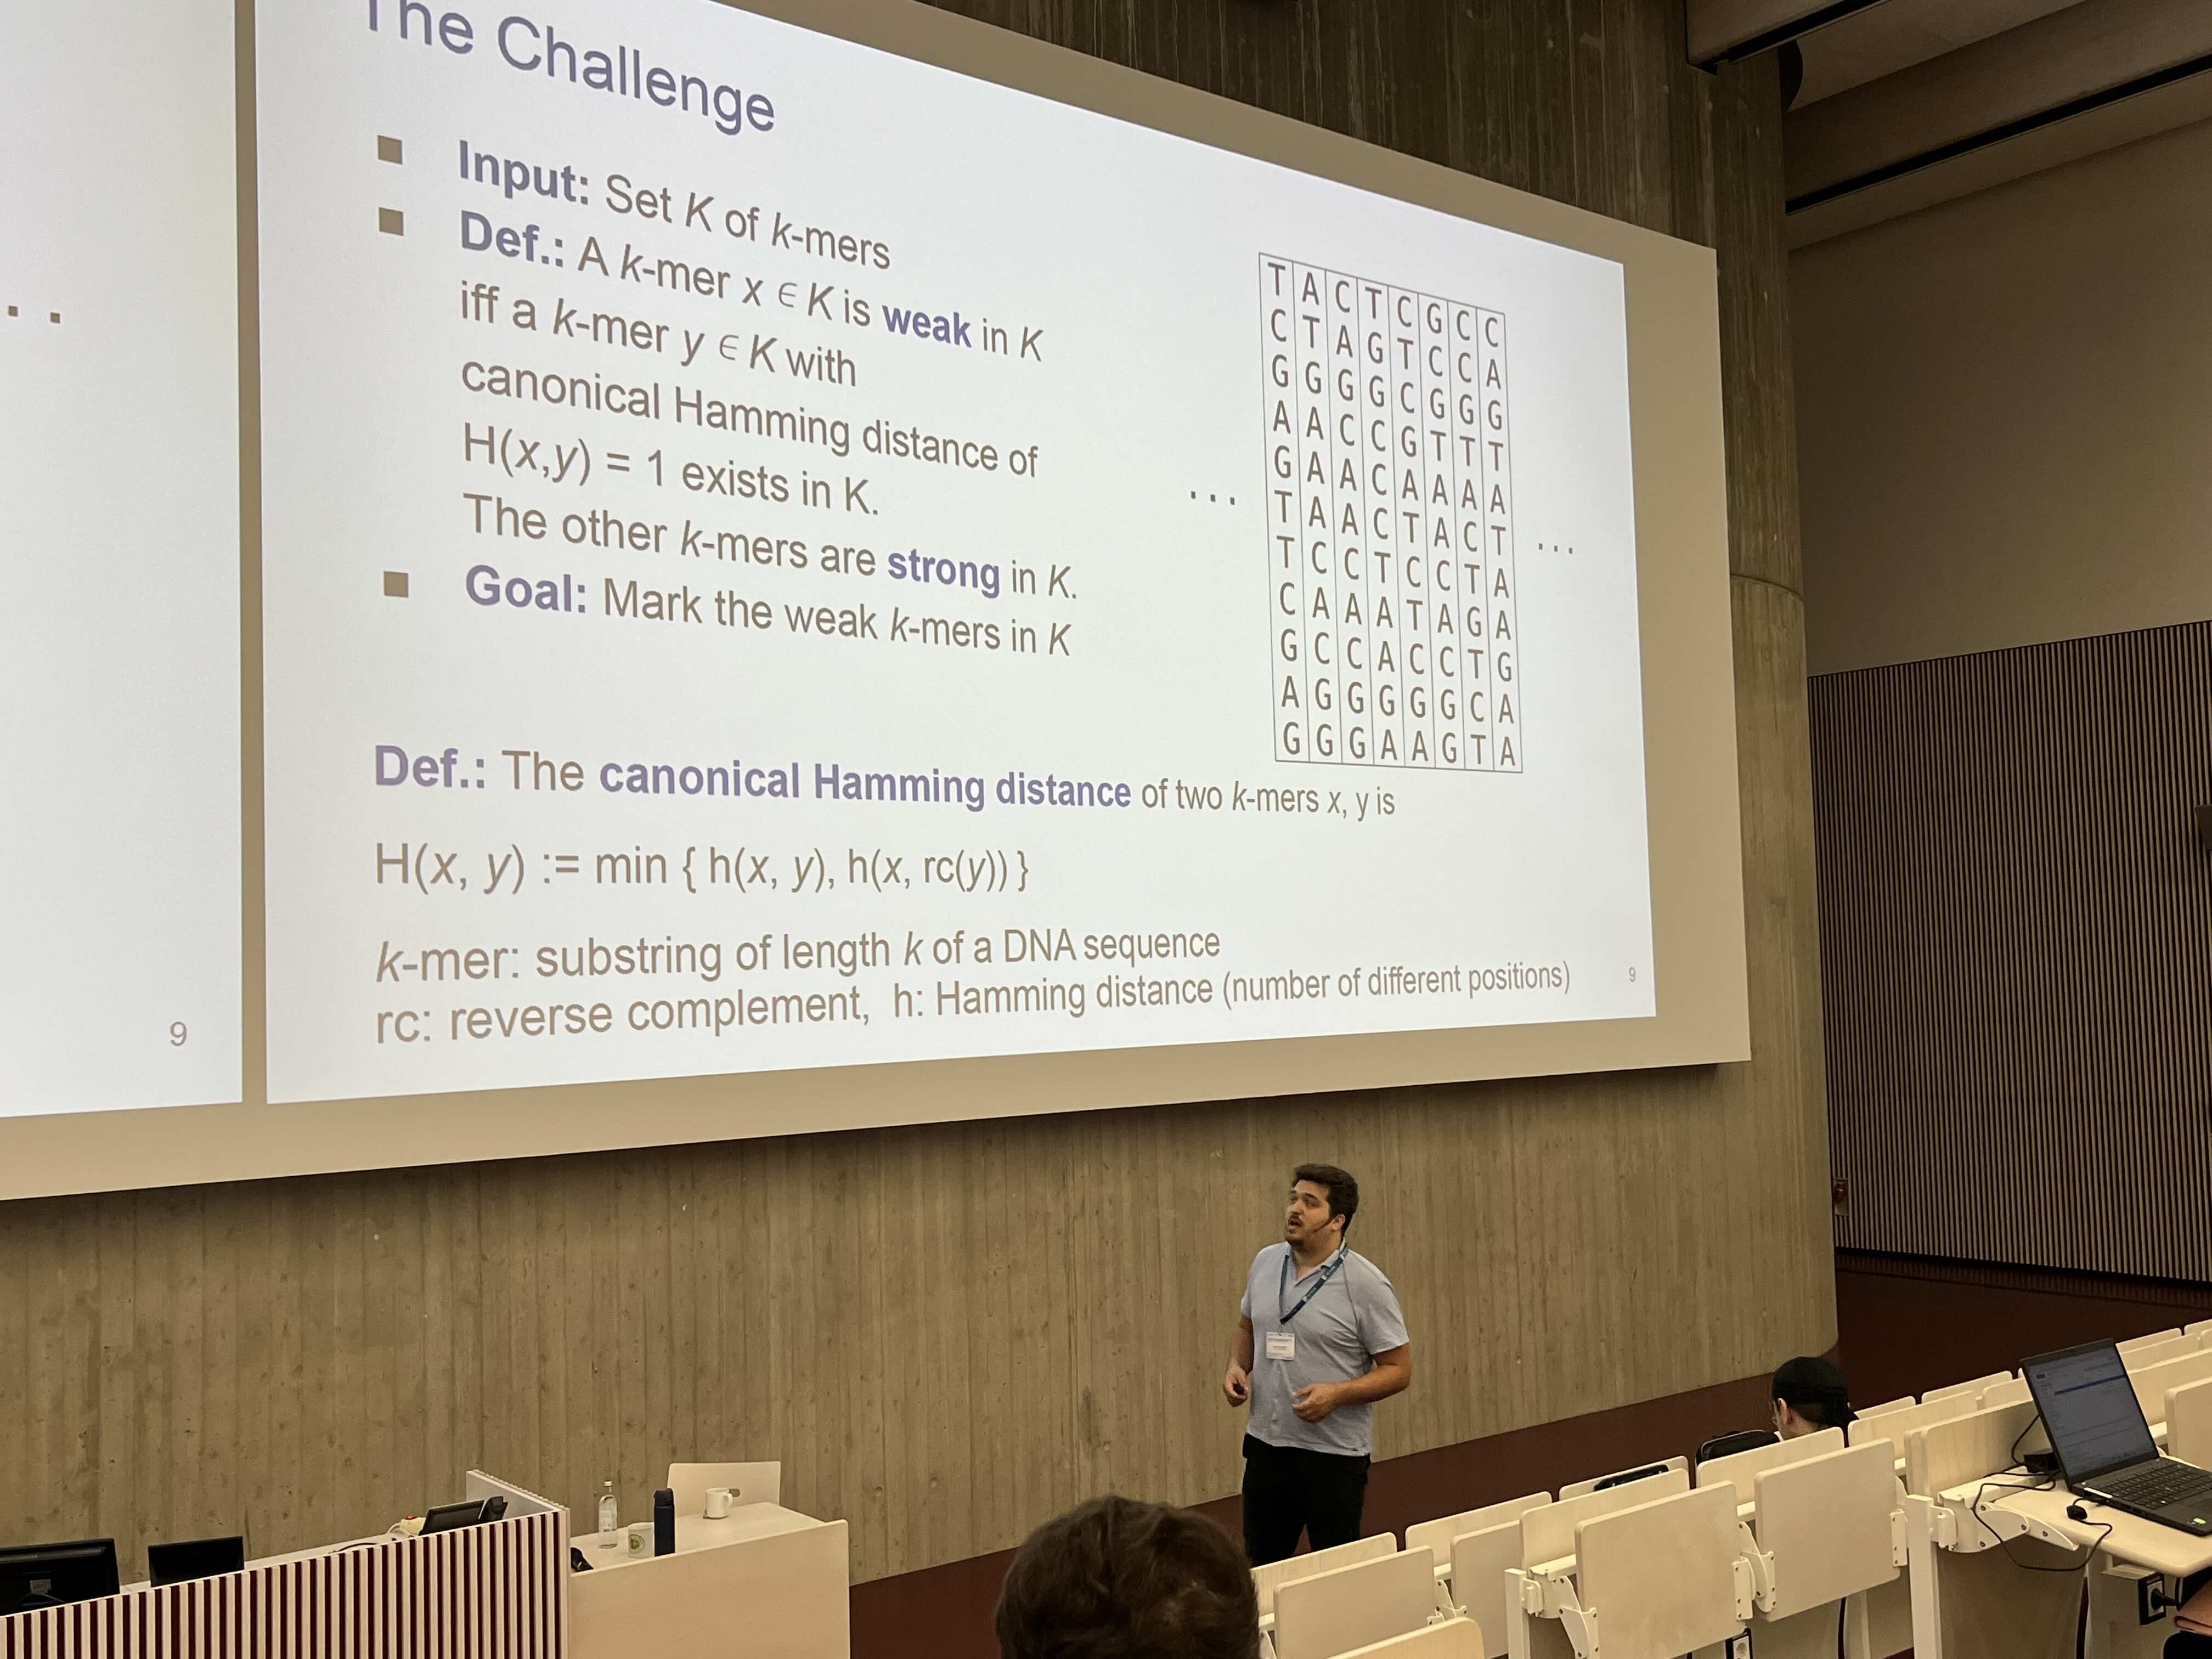 The Challenge
Input: Set K of k-mers
Def.: A k-mer x ∈ K is weak in K
iff a k-mer y ∈ K with
canonical Hamming distance of
H(x,y) = 1 exists in K.
The other k-mers are strong in K.
Goal: Mark the weak k-mers in K
. .
...
T A C T C G C C
C T A G T C C A
G G G G C G G G
A A C C G T T T
G A A C A A A A
T A A C T A C T
T C C T C C T A
C A A A T A G A
G C C A C C T G
A G G G G G C A
G G G A A G T A
...
Def.: The canonical Hamming distance of two k-mers x, y is
H(x, y) := min { h(x, y), h(x, rc(y)) }
k-mer: substring of length k of a DNA sequence
rc: reverse complement, h: Hamming distance (number of different positions)
9
9